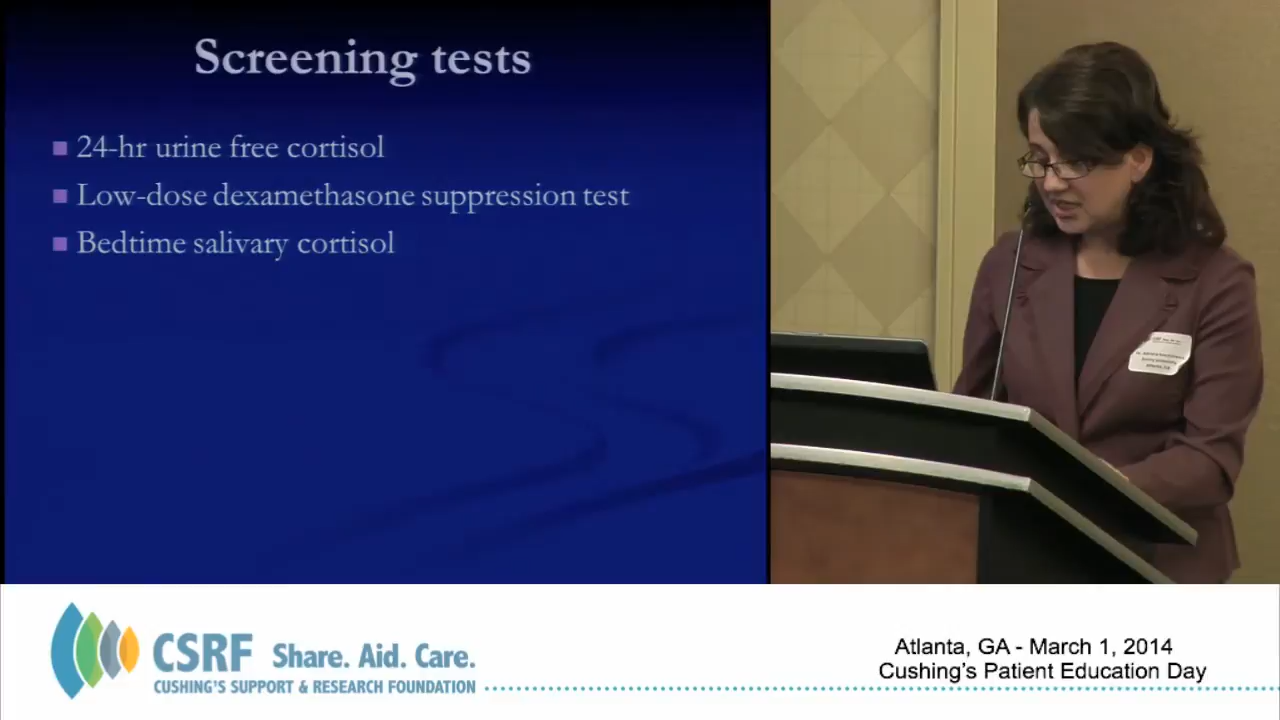 Screening tests
24-hr urine free cortisol
Low-dose dexamethasone suppression test
Bedtime salivary cortisol
CSRF Share. Aid. Care.
CUSHING'S SUPPORT & RESEARCH FOUNDATION
Atlanta, GA - March 1, 2014
Cushing's Patient Education Day